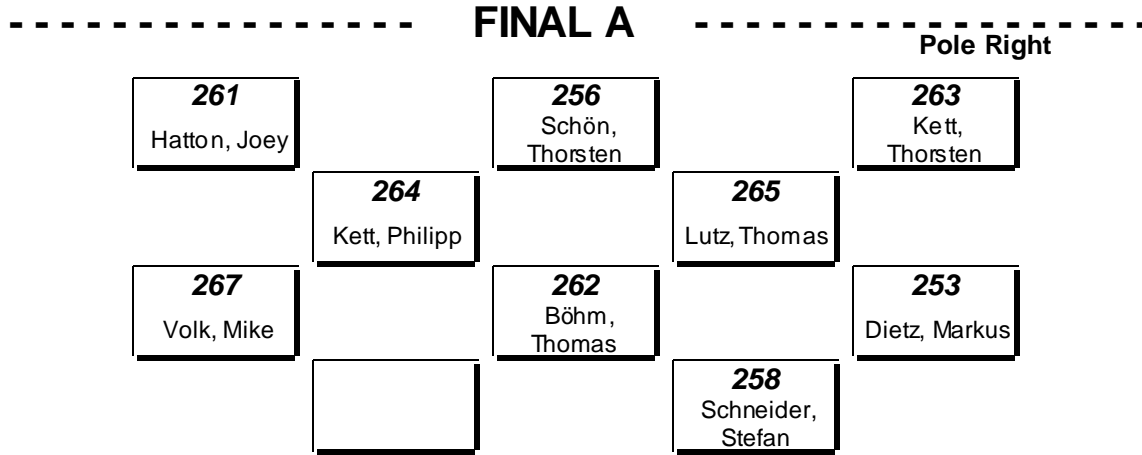 - - - - - - - - - - - - - - - - - FINAL A - - - - - - - - - - - - - - - - - - -
Pole Right
261
Hatton, Joey
256
Schön,
Thorsten
263
Kett,
Thorsten
264
Kett, Philipp
265
Lutz, Thomas
267
Volk, Mike
262
Böhm,
Thomas
253
Dietz, Markus
258
Schneider,
Stefan